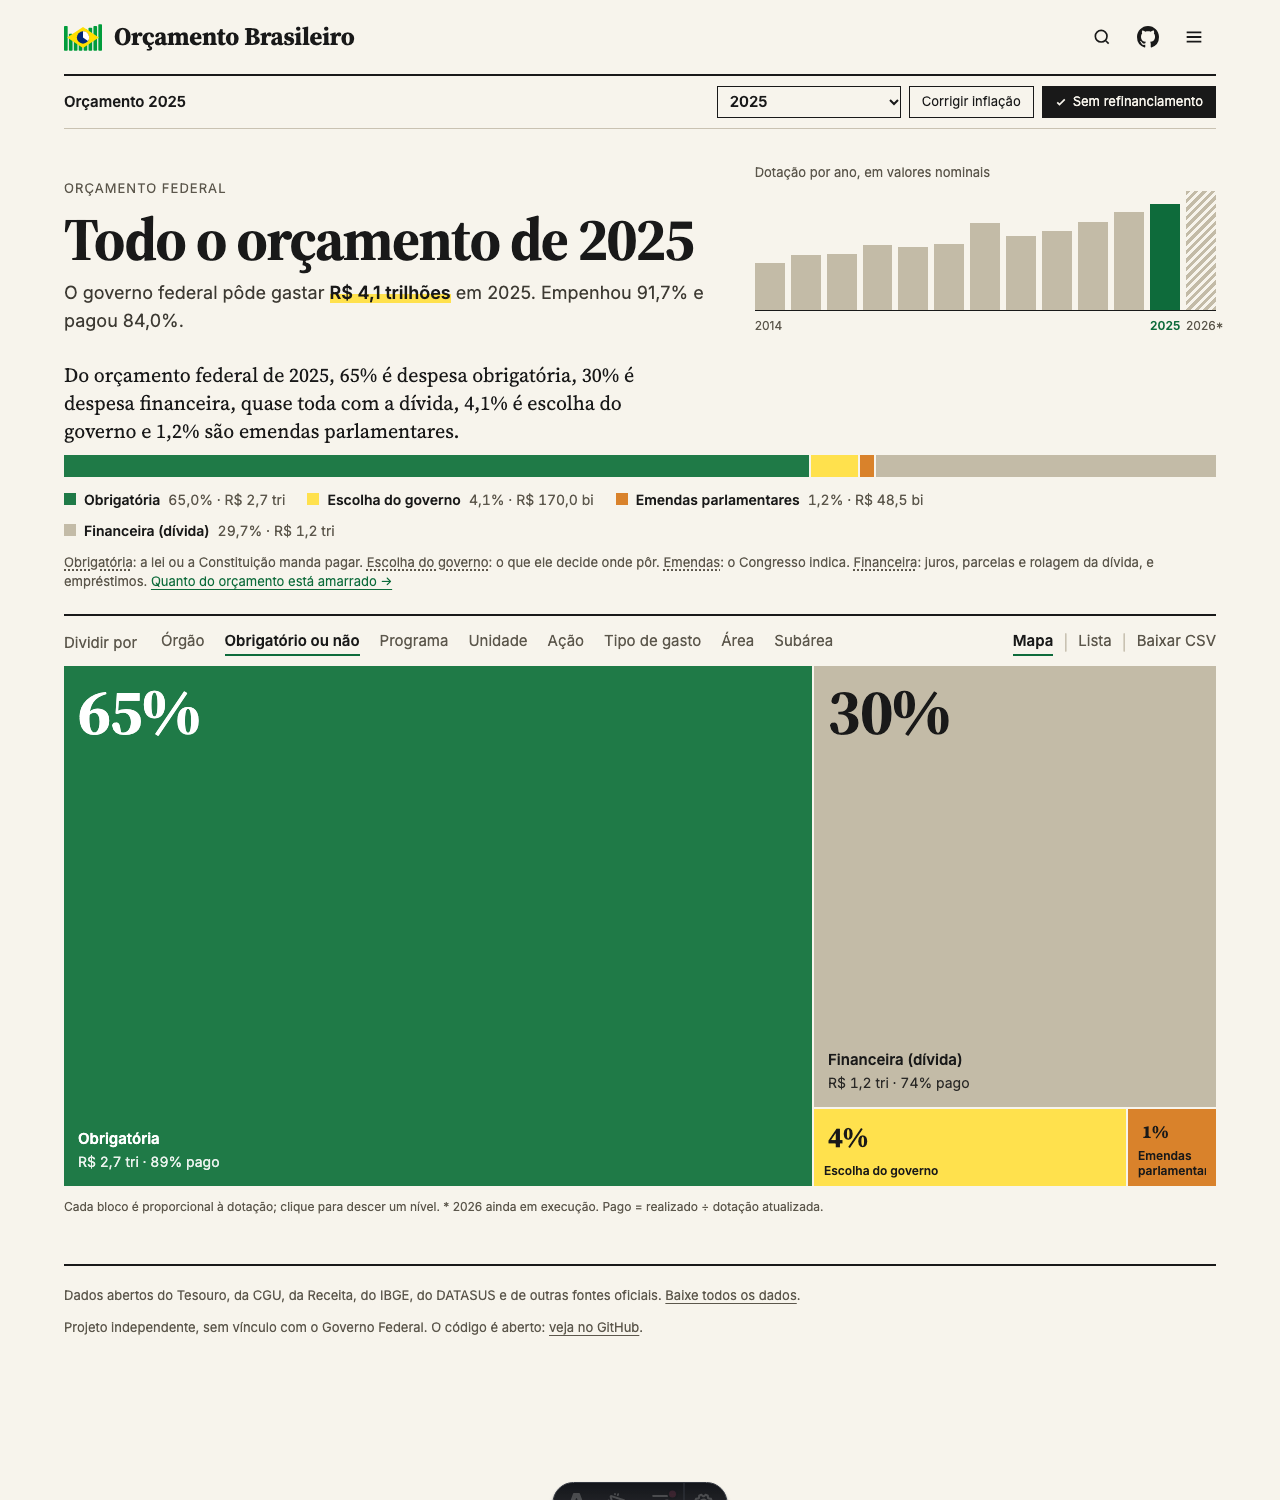 Orçamento Brasileiro
Orçamento 2025
2025
Corrigir inflação
✓ Sem refinanciamento
Dotação por ano, em valores nominais
2014
2025
2026*
ORÇAMENTO FEDERAL
Todo o orçamento de 2025
O governo federal pôde gastar R$ 4,1 trilhões em 2025. Empenhou 91,7% e
pagou 84,0%.
Do orçamento federal de 2025, 65% é despesa obrigatória, 30% é
despesa financeira, quase toda com a dívida, 4,1% é escolha do
governo e 1,2% são emendas parlamentares.
Obrigatória 65,0% · R$ 2,7 tri
Escolha do governo 4,1% · R$ 170,0 bi
Emendas parlamentares 1,2% · R$ 48,5 bi
Financeira (dívida) 29,7% · R$ 1,2 tri
Obrigatória: a lei ou a Constituição manda pagar. Escolha do governo: o que ele decide onde pôr. Emendas: o Congresso indica. Financeira: juros, parcelas e rolagem da dívida, e
empréstimos. Quanto do orçamento está amarrado →
Dividir por
Órgão
Obrigatório ou não
Programa
Unidade
Ação
Tipo de gasto
Área
Subárea
Mapa | Lista | Baixar CSV
65%
Obrigatória
R$ 2,7 tri · 89% pago
30%
Financeira (dívida)
R$ 1,2 tri · 74% pago
4%
Escolha do governo
1%
Emendas
parlamentar
Cada bloco é proporcional à dotação; clique para descer um nível. * 2026 ainda em execução. Pago = realizado ÷ dotação atualizada.
Dados abertos do Tesouro, da CGU, da Receita, do IBGE, do DATASUS e de outras fontes oficiais. Baixe todos os dados.
Projeto independente, sem vínculo com o Governo Federal. O código é aberto: veja no GitHub.